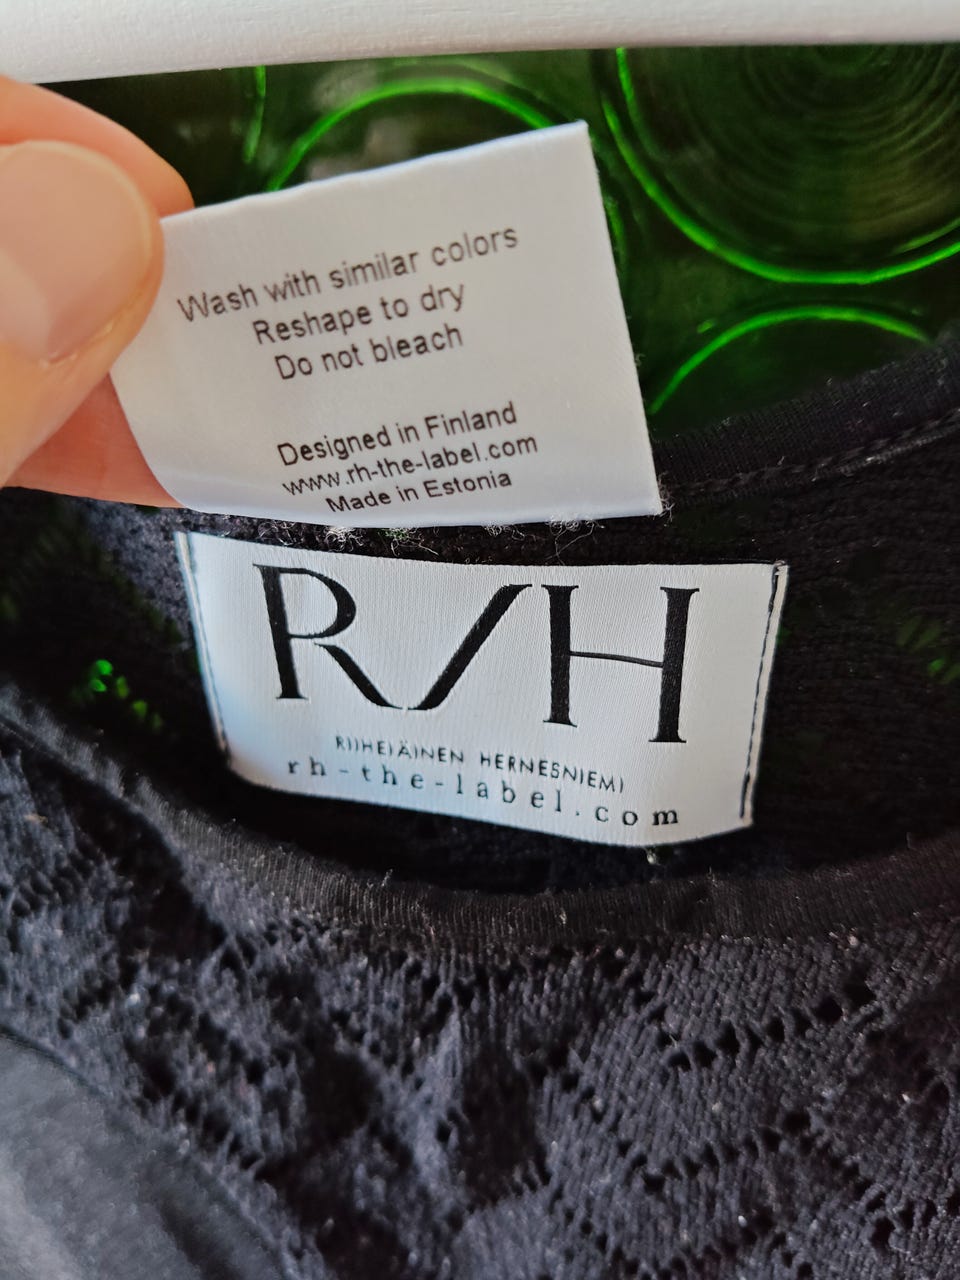 Wash with similar colors
Reshape to dry
Do not bleach
Designed in Finland
www.rh-the-label.com
Made in Estonia
R/H
RIIHELÄINEN HERNESNIEMI
rh-the-label.com